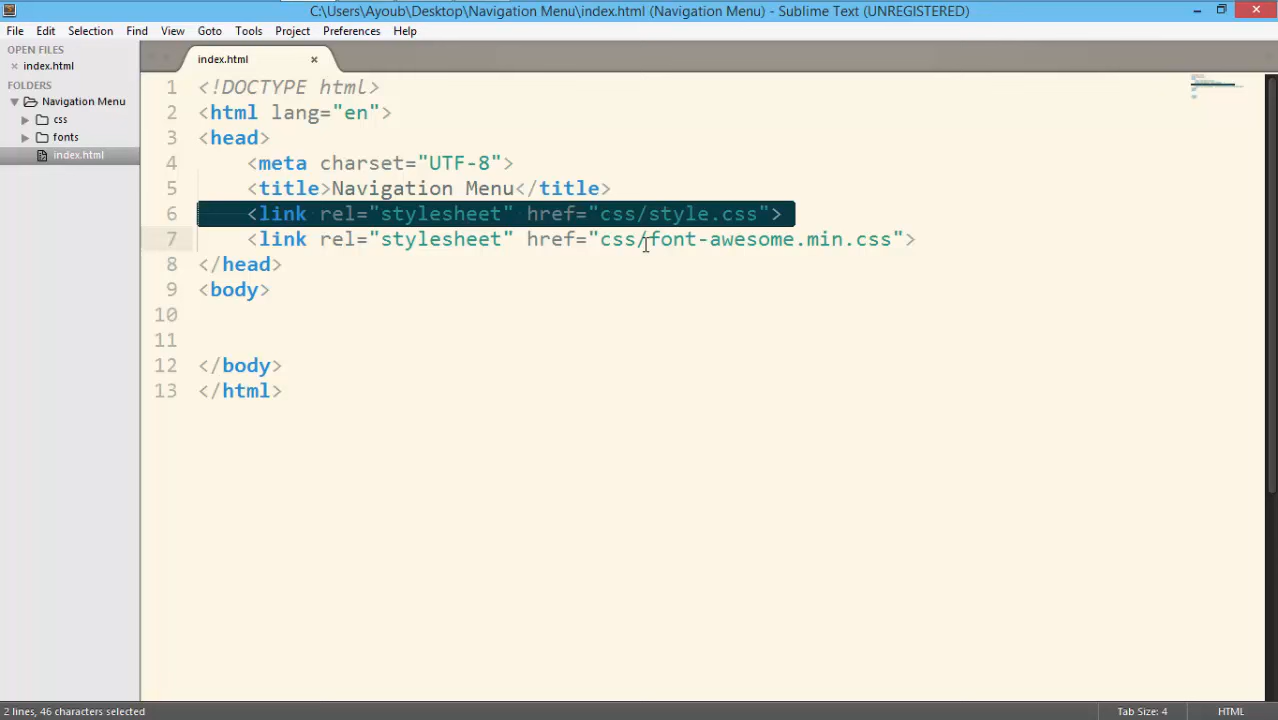 C:\Users\Ayoub\Desktop\Navigation Menu\index.html (Navigation Menu) - Sublime Text (UNREGISTERED)
File Edit Selection Find View Goto Tools Project Preferences Help
OPEN FILES
× index.html
FOLDERS
Navigation Menu
css
fonts
index.html
index.html ×
1 <!DOCTYPE html>
2 <html lang="en">
3 <head>
4 <meta charset="UTF-8">
5 <title>Navigation Menu</title>
6 <link rel="stylesheet" href="css/style.css">
7 <link rel="stylesheet" href="css/font-awesome.min.css">
8 </head>
9 <body>
10
11
12 </body>
13 </html>
2 lines, 46 characters selected
Tab Size: 4
HTML